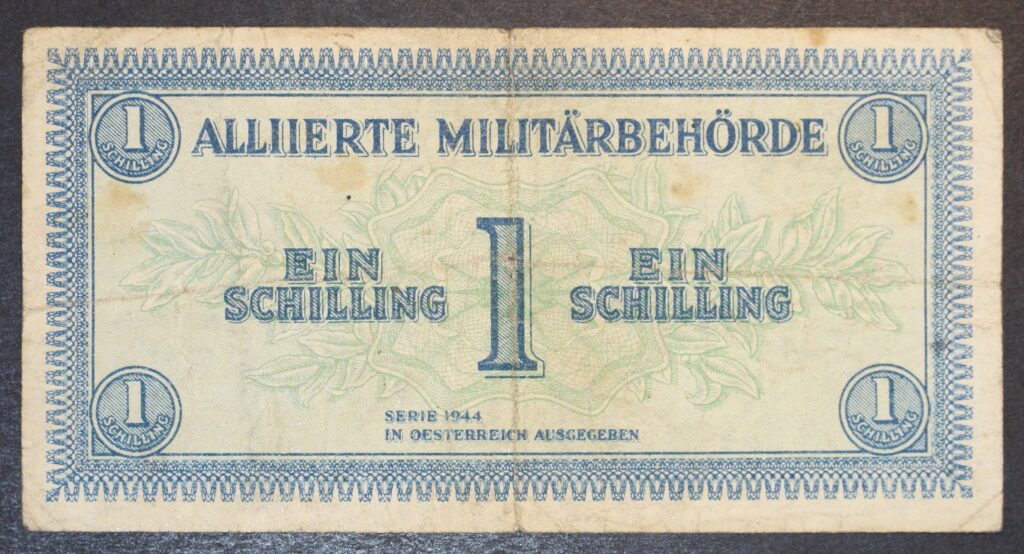 1 SCHILLING
1 SCHILLING
ALLIIERTE MILITÄRBEHÖRDE
EIN SCHILLING
1
EIN SCHILLING
SERIE 1944
IN OESTERREICH AUSGEGEBEN
1 SCHILLING
1 SCHILLING